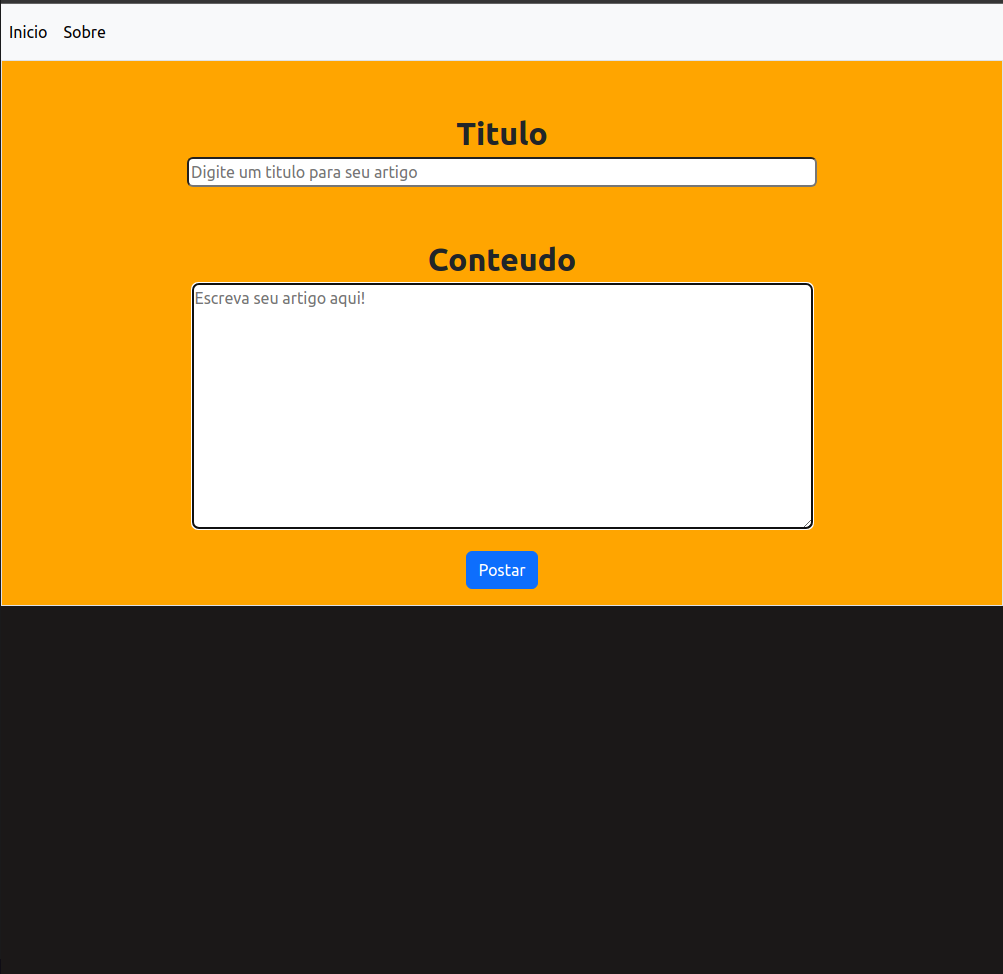 Inicio Sobre
Titulo
Digite um titulo para seu artigo
Conteudo
Escreva seu artigo aqui!
Postar